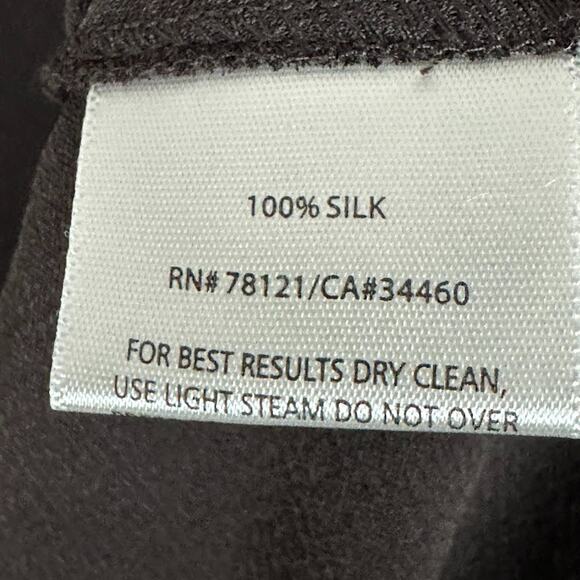 100% SILK
RN# 78121/CA#34460
FOR BEST RESULTS DRY CLEAN,
USE LIGHT STEAM DO NOT OVER